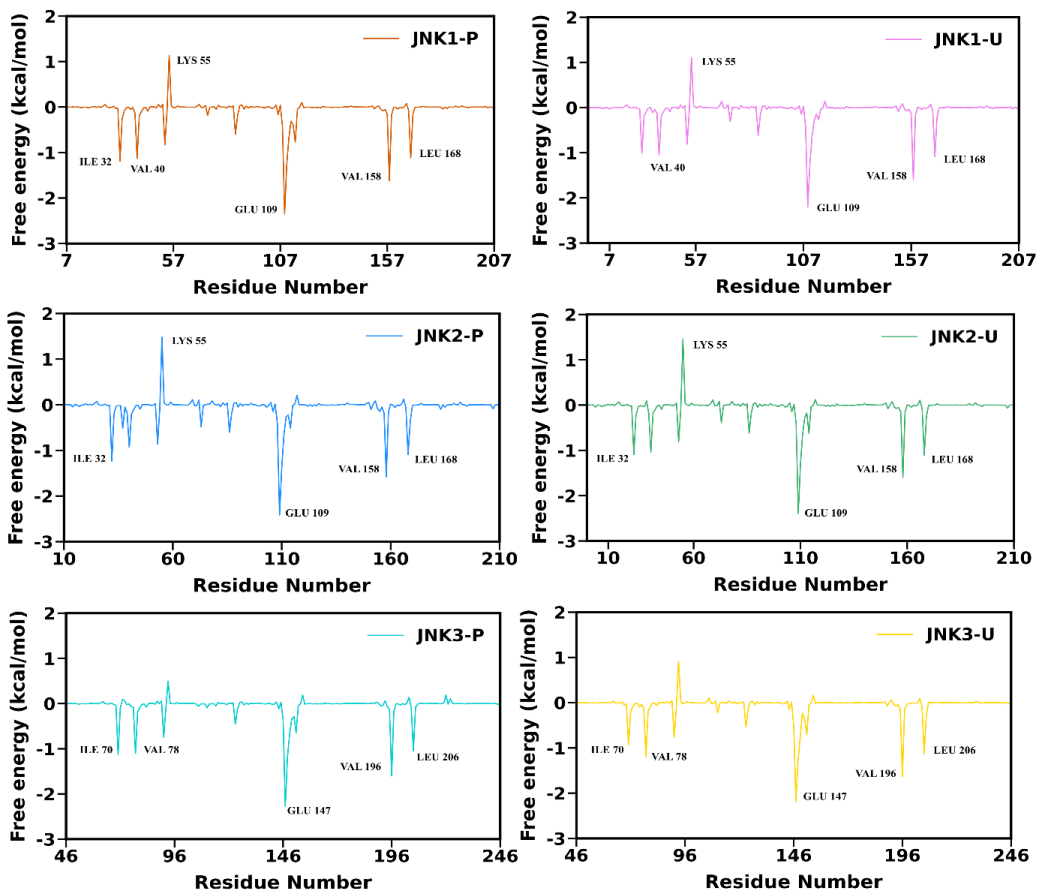 2
1
0
-1
-2
-3
Free energy (kcal/mol)
JNK1-P
LYS 55
ILE 32
VAL 40
GLU 109
VAL 158
LEU 168
7
57
107
157
207
Residue Number
2
1
0
-1
-2
-3
Free energy (kcal/mol)
JNK1-U
LYS 55
VAL 40
GLU 109
VAL 158
LEU 168
7
57
107
157
207
Residue Number
2
1
0
-1
-2
-3
Free energy (kcal/mol)
JNK2-P
LYS 55
ILE 32
GLU 109
VAL 158
LEU 168
10
60
110
160
210
Residue Number
2
1
0
-1
-2
-3
Free energy (kcal/mol)
JNK2-U
LYS 55
ILE 32
GLU 109
VAL 158
LEU 168
10
60
110
160
210
Residue Number
2
1
0
-1
-2
-3
Free energy (kcal/mol)
JNK3-P
ILE 70
VAL 78
GLU 147
VAL 196
LEU 206
46
96
146
196
246
Residue Number
2
1
0
-1
-2
-3
Free energy (kcal/mol)
JNK3-U
ILE 70
VAL 78
GLU 147
VAL 196
LEU 206
46
96
146
196
246
Residue Number